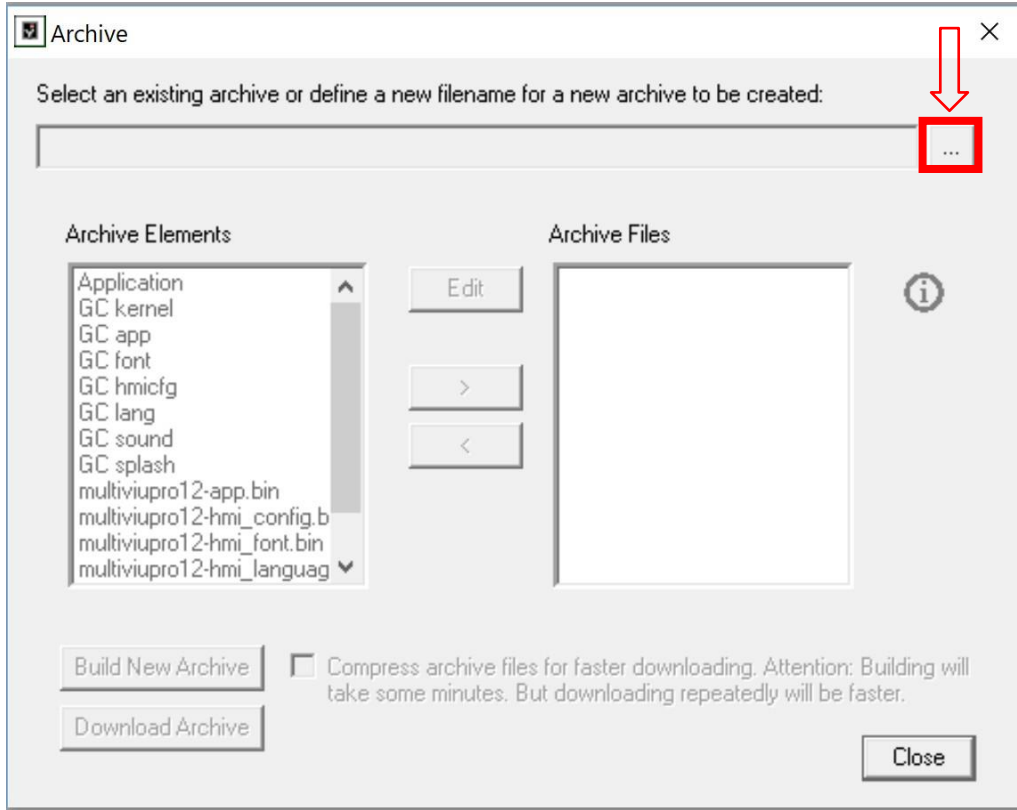 Archive
Select an existing archive or define a new filename for a new archive to be created:
...
Archive Elements
Archive Files
Application
GC kernel
GC app
GC font
GC hmicfg
GC lang
GC sound
GC splash
multiviupro12-app.bin
multiviupro12-hmi_config.b
multiviupro12-hmi_font.bin
multiviupro12-hmi_languag
Edit
>
<
Build New Archive
Compress archive files for faster downloading. Attention: Building will
take some minutes. But downloading repeatedly will be faster.
Download Archive
Close